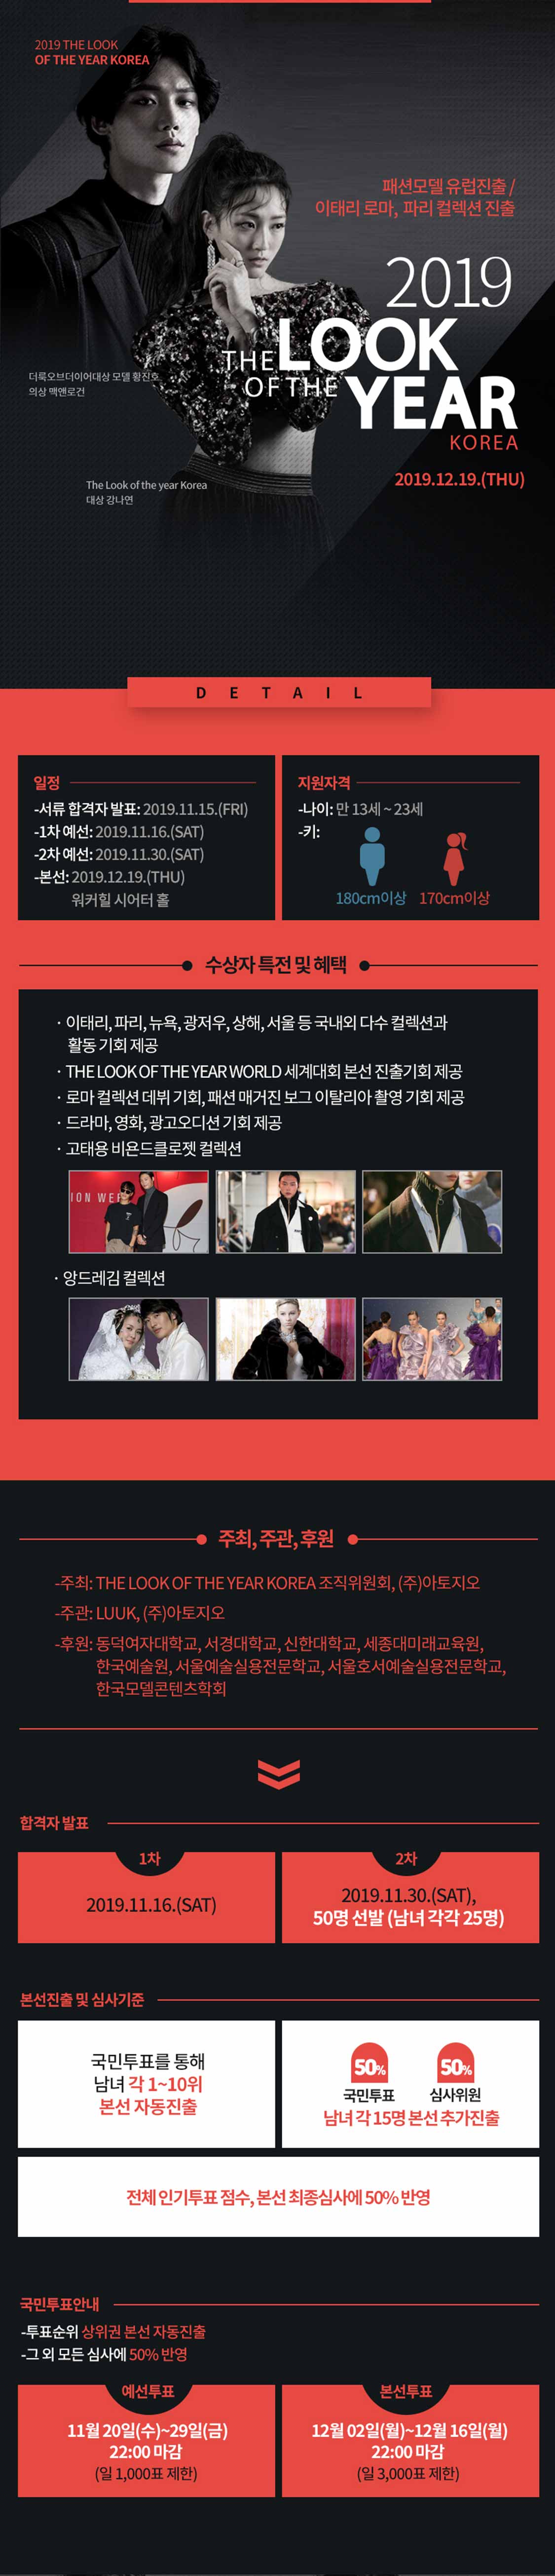 2019 THE LOOK
OF THE YEAR KOREA
패션모델 유럽진출 /
이태리 로마, 파리 컬렉션 진출
2019
THE LOOK
OF THE YEAR
KOREA
2019.12.19.(THU)
더룩오브더이어대상 모델 황진호
의상 맥앤로건
The Look of the year Korea
대상 강나연
DETAIL
일정
-서류 합격자 발표: 2019.11.15.(FRI)
-1차 예선: 2019.11.16.(SAT)
-2차 예선: 2019.11.30.(SAT)
-본선: 2019.12.19.(THU)
워커힐 시어터 홀
지원자격
-나이: 만 13세 ~ 23세
-키:
180cm이상 170cm이상
수상자 특전 및 혜택
· 이태리, 파리, 뉴욕, 광저우, 상해, 서울 등 국내외 다수 컬렉션과
활동 기회 제공
· THE LOOK OF THE YEAR WORLD 세계대회 본선 진출기회 제공
· 로마 컬렉션 데뷔 기회, 패션 매거진 보그 이탈리아 촬영 기회 제공
· 드라마, 영화, 광고오디션 기회 제공
· 고태용 비욘드클로젯 컬렉션
ION WEE
· 앙드레김 컬렉션
주최, 주관, 후원
-주최: THE LOOK OF THE YEAR KOREA 조직위원회, (주)아토지오
-주관: LUUK, (주)아토지오
-후원: 동덕여자대학교, 서경대학교, 신한대학교, 세종대미래교육원,
한국예술원, 서울예술실용전문학교, 서울호서예술실용전문학교,
한국모델콘텐츠학회
합격자 발표
1차
2019.11.16.(SAT)
2차
2019.11.30.(SAT),
50명 선발 (남녀 각각 25명)
본선진출 및 심사기준
국민투표를 통해
남녀 각 1~10위
본선 자동진출
50% 50%
국민투표 심사위원
남녀 각 15명 본선 추가진출
전체 인기투표 점수, 본선 최종심사에 50% 반영
국민투표안내
-투표순위 상위권 본선 자동진출
-그 외 모든 심사에 50% 반영
예선투표
11월 20일(수)~29일(금)
22:00 마감
(일 1,000표 제한)
본선투표
12월 02일(월)~12월 16일(월)
22:00 마감
(일 3,000표 제한)